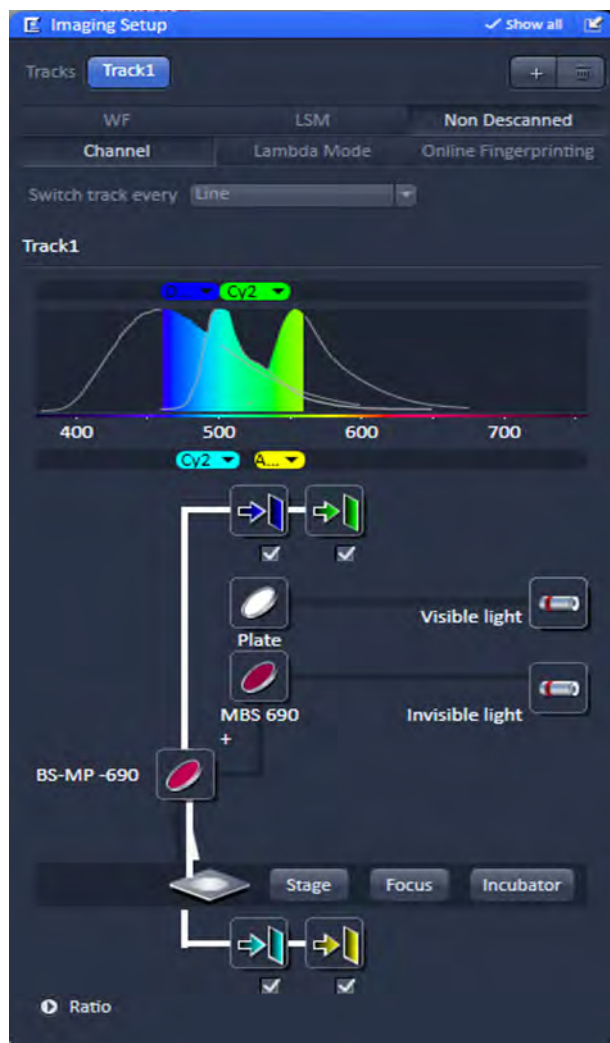 Imaging Setup Show all
Tracks Track1 +
WF LSM Non Descanned
Channel Lambda Mode Online Fingerprinting
Switch track every Line
Track1
D... Cy2
400 500 600 700
Cy2 A...
Visible light
Plate
MBS 690 Invisible light
+
BS-MP -690
Stage Focus Incubator
Ratio